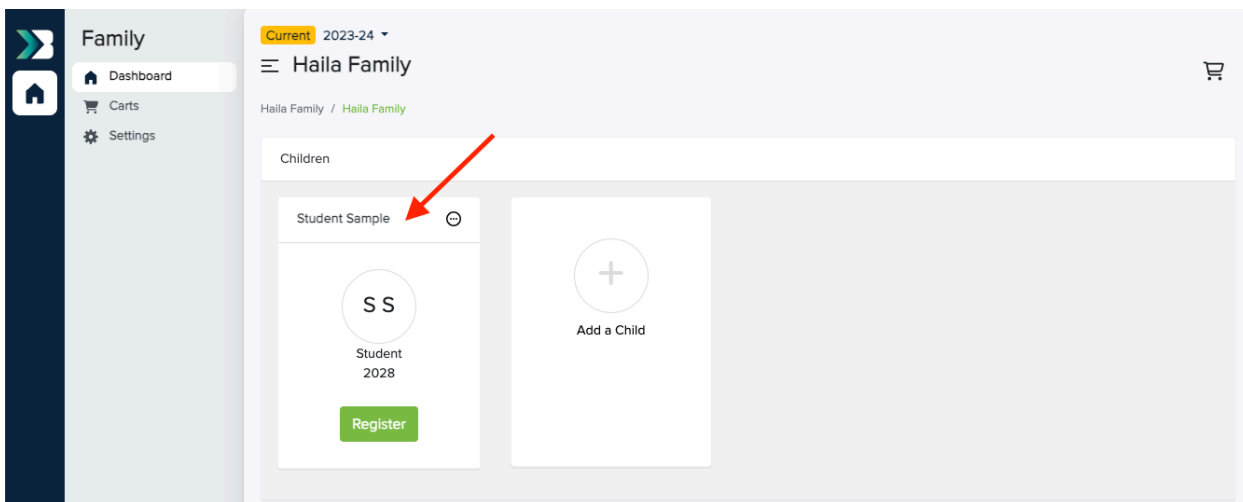 Family
Dashboard
Carts
Settings
Current 2023-24
Haila Family
Haila Family / Haila Family
Children
Student Sample
S S
Student
2028
Register
Add a Child